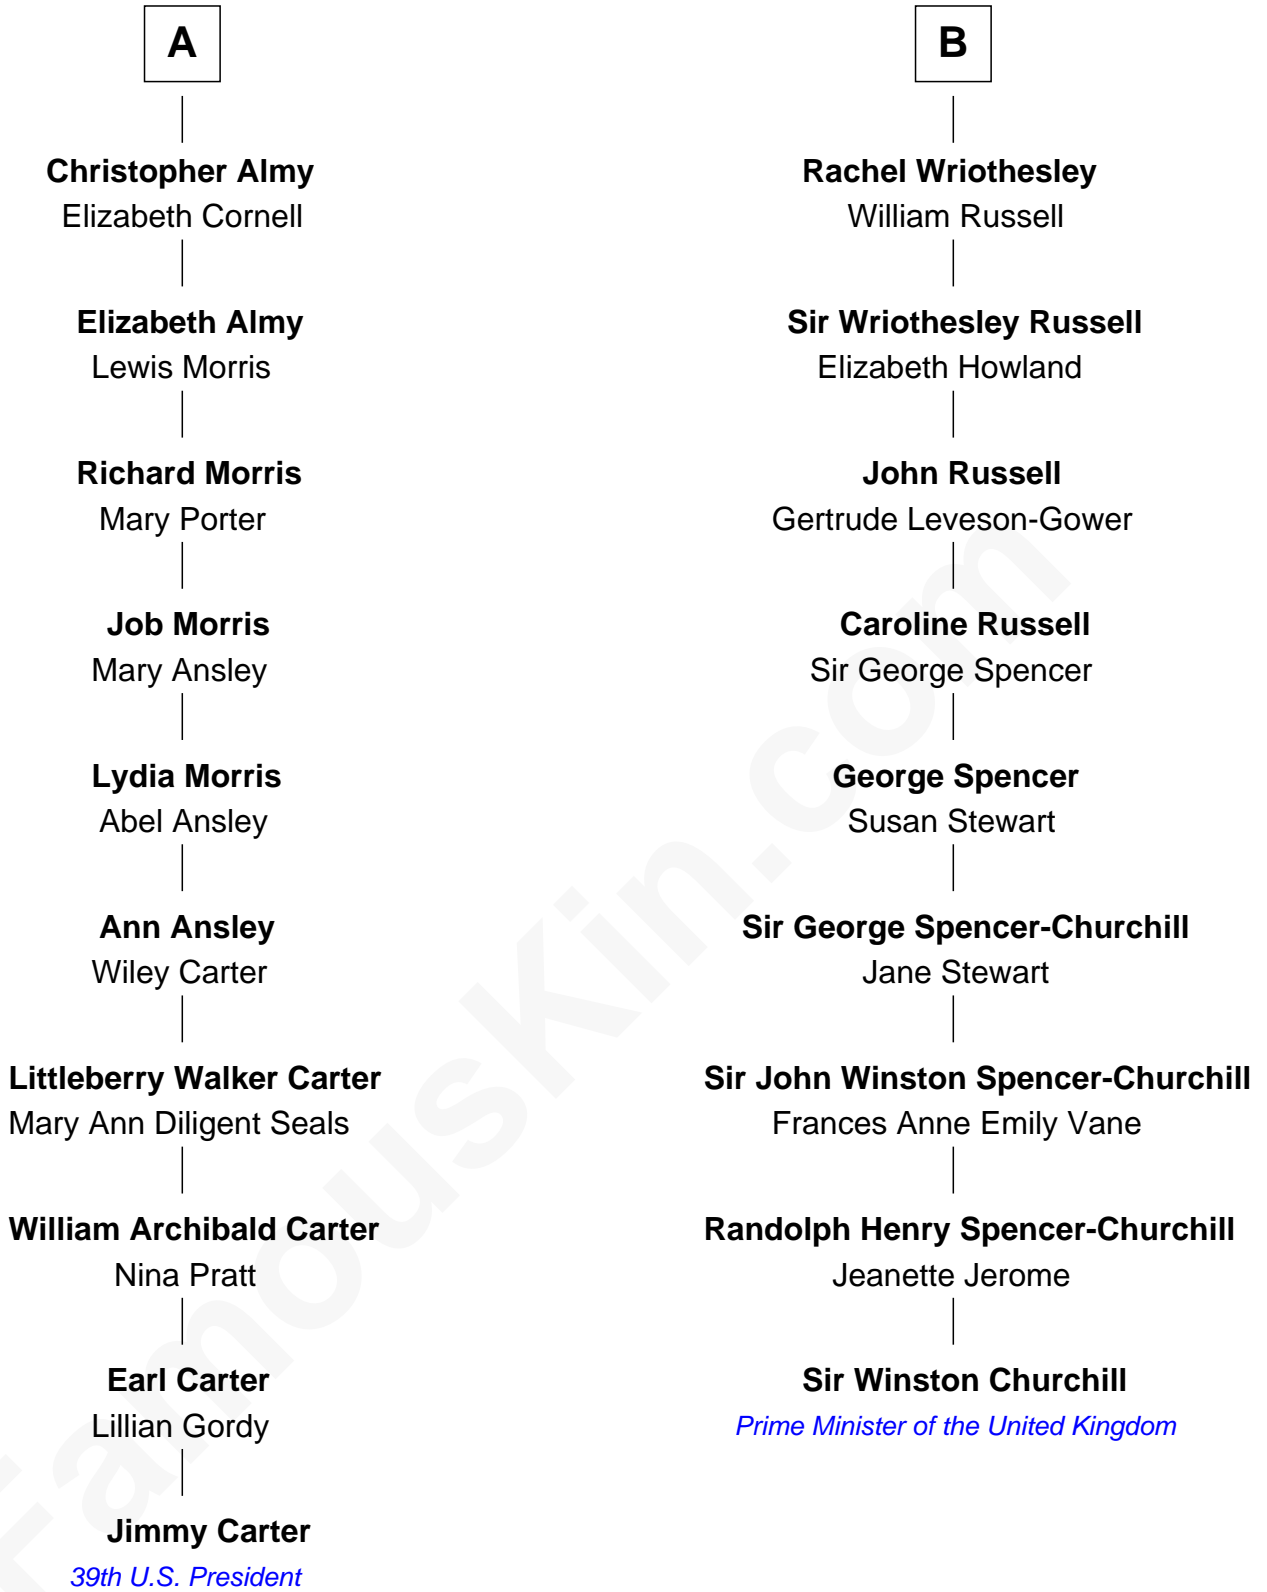 A
Christopher Almy
Elizabeth Cornell
Elizabeth Almy
Lewis Morris
Richard Morris
Mary Porter
Job Morris
Mary Ansley
Lydia Morris
Abel Ansley
Ann Ansley
Wiley Carter
Littleberry Walker Carter
Mary Ann Diligent Seals
William Archibald Carter
Nina Pratt
Earl Carter
Lillian Gordy
Jimmy Carter
39th U.S. President
B
Rachel Wriothesley
William Russell
Sir Wriothesley Russell
Elizabeth Howland
John Russell
Gertrude Leveson-Gower
Caroline Russell
Sir George Spencer
George Spencer
Susan Stewart
Sir George Spencer-Churchill
Jane Stewart
Sir John Winston Spencer-Churchill
Frances Anne Emily Vane
Randolph Henry Spencer-Churchill
Jeanette Jerome
Sir Winston Churchill
Prime Minister of the United Kingdom
FamousKin.com